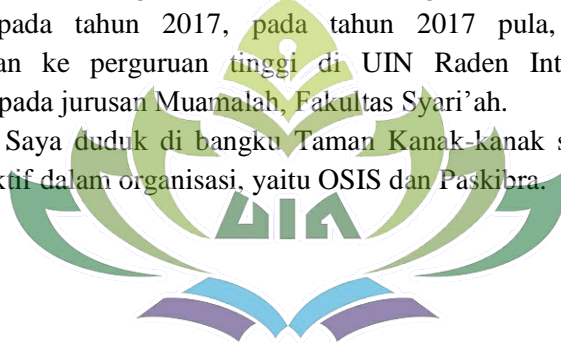 pada tahun 2017, pada tahun 2017 pula,
an ke perguruan tinggi di UIN Raden Int
pada jurusan Muamalah, Fakultas Syari’ah.
Saya duduk di bangku Taman Kanak-kanak s
ktif dalam organisasi, yaitu OSIS dan Paskibra.
UIN